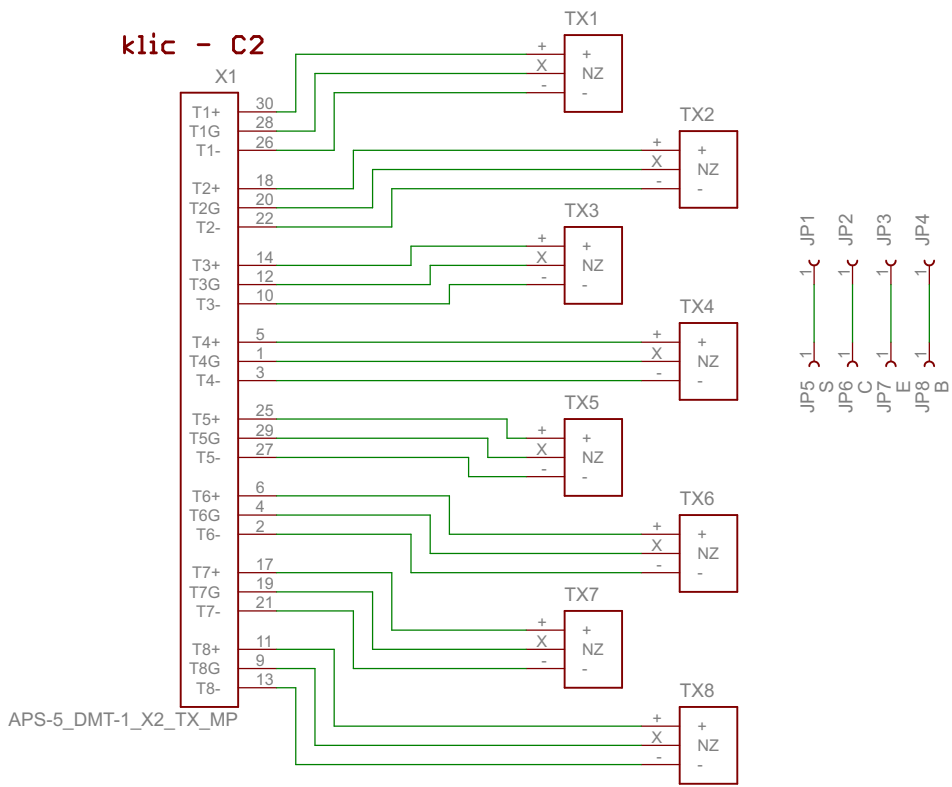 klic - C2
X1
T1+ 30
T1G 28
T1- 26
T2+ 18
T2G 20
T2- 22
T3+ 14
T3G 12
T3- 10
T4+ 5
T4G 1
T4- 3
T5+ 25
T5G 29
T5- 27
T6+ 6
T6G 4
T6- 2
T7+ 17
T7G 19
T7- 21
T8+ 11
T8G 9
T8- 13
APS-5_DMT-1_X2_TX_MP
TX1
+ +
X NZ
- -
TX2
+ +
X NZ
- -
TX3
+ +
X NZ
- -
TX4
+ +
X NZ
- -
TX5
+ +
X NZ
- -
TX6
+ +
X NZ
- -
TX7
+ +
X NZ
- -
TX8
+ +
X NZ
- -
JP1
1
JP2
1
JP3
1
JP4
1
1
JP5
S
1
JP6
C
1
JP7
E
1
JP8
B